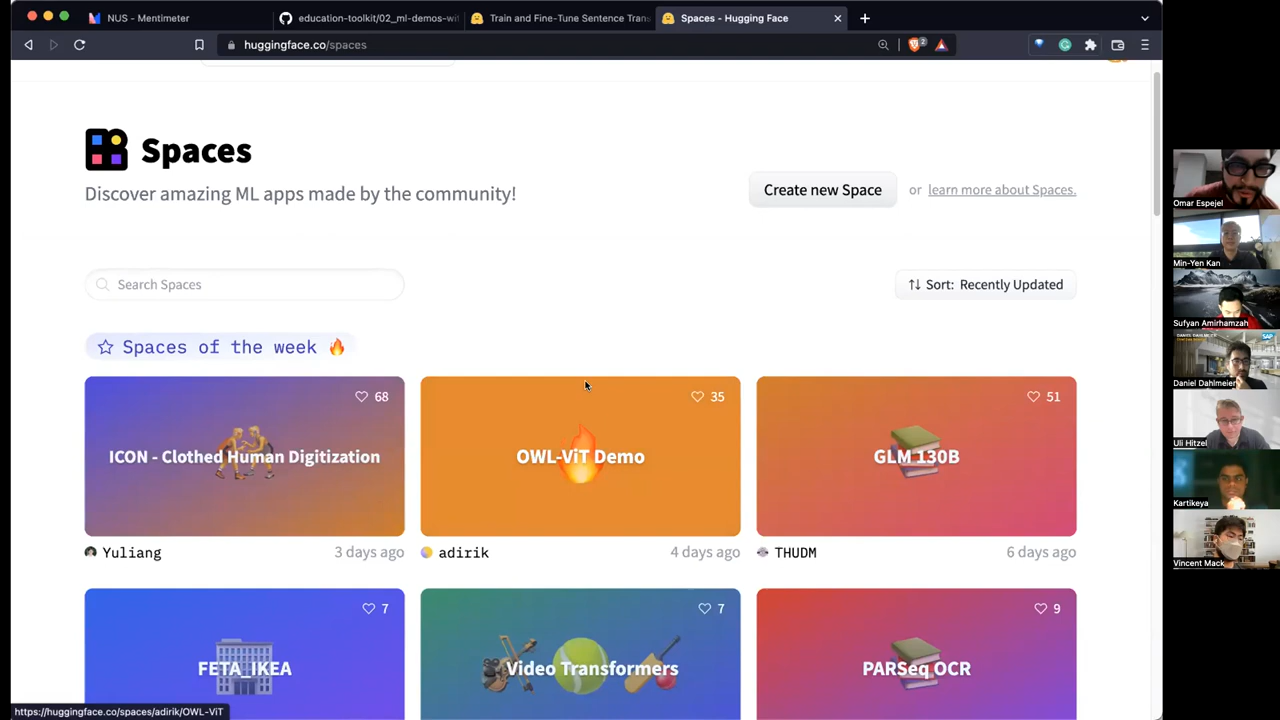 NUS - Mentimeter
education-toolkit/02_ml-demos-wi
Train and Fine-Tune Sentence Tran
Spaces - Hugging Face
huggingface.co/spaces
2
Spaces
Discover amazing ML apps made by the community!
Create new Space
or
learn more about Spaces.
Search Spaces
Sort: Recently Updated
Spaces of the week
68
ICON - Clothed Human Digitization
Yuliang
3 days ago
35
OWL-ViT Demo
adirik
4 days ago
51
GLM 130B
THUDM
6 days ago
7
FETA_IKEA
7
Video Transformers
9
PARSeq OCR
https://huggingface.co/spaces/adirik/OWL-ViT
Omar Espejel
Min-Yen Kan
Sufyan Amirhamzah
SAP
Daniel Dahlmeier
Uli Hitzel
Kartikeya
Vincent Mack